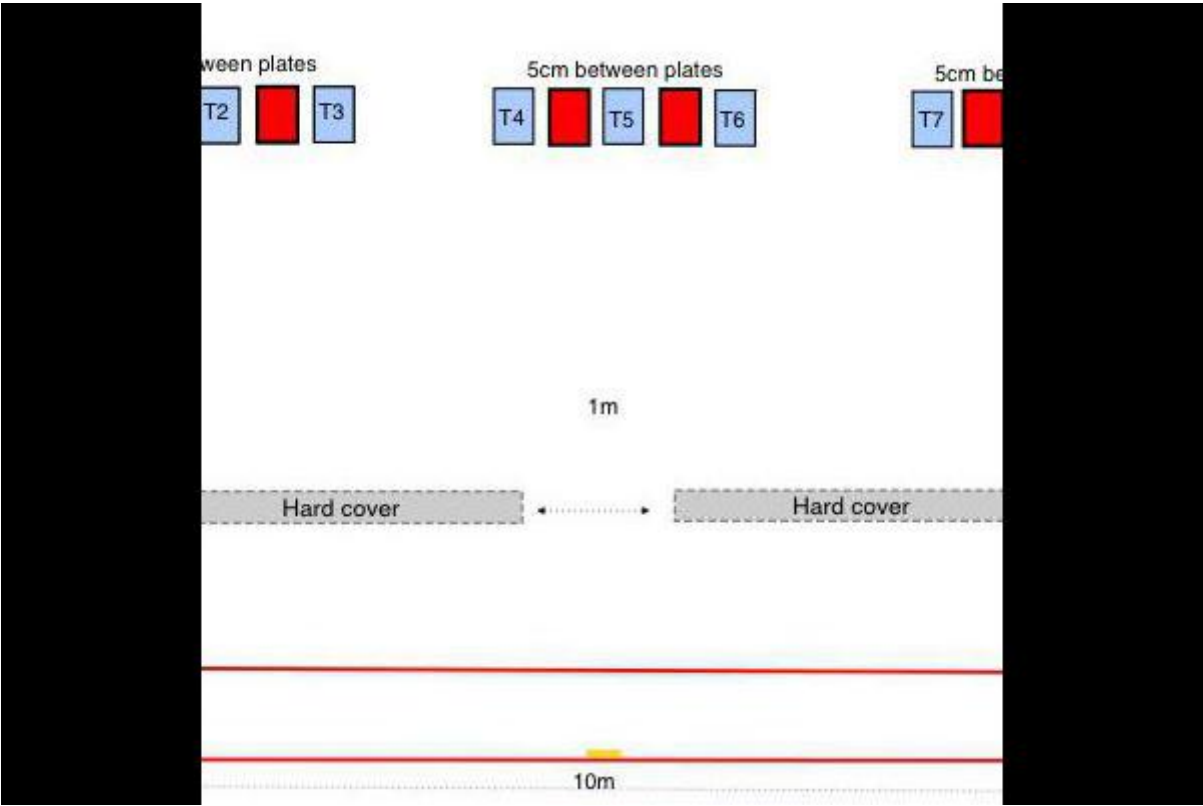 ween plates
5cm between plates
5cm be
T2
T3
T4
T5
T6
T7
1m
Hard cover
Hard cover
10m